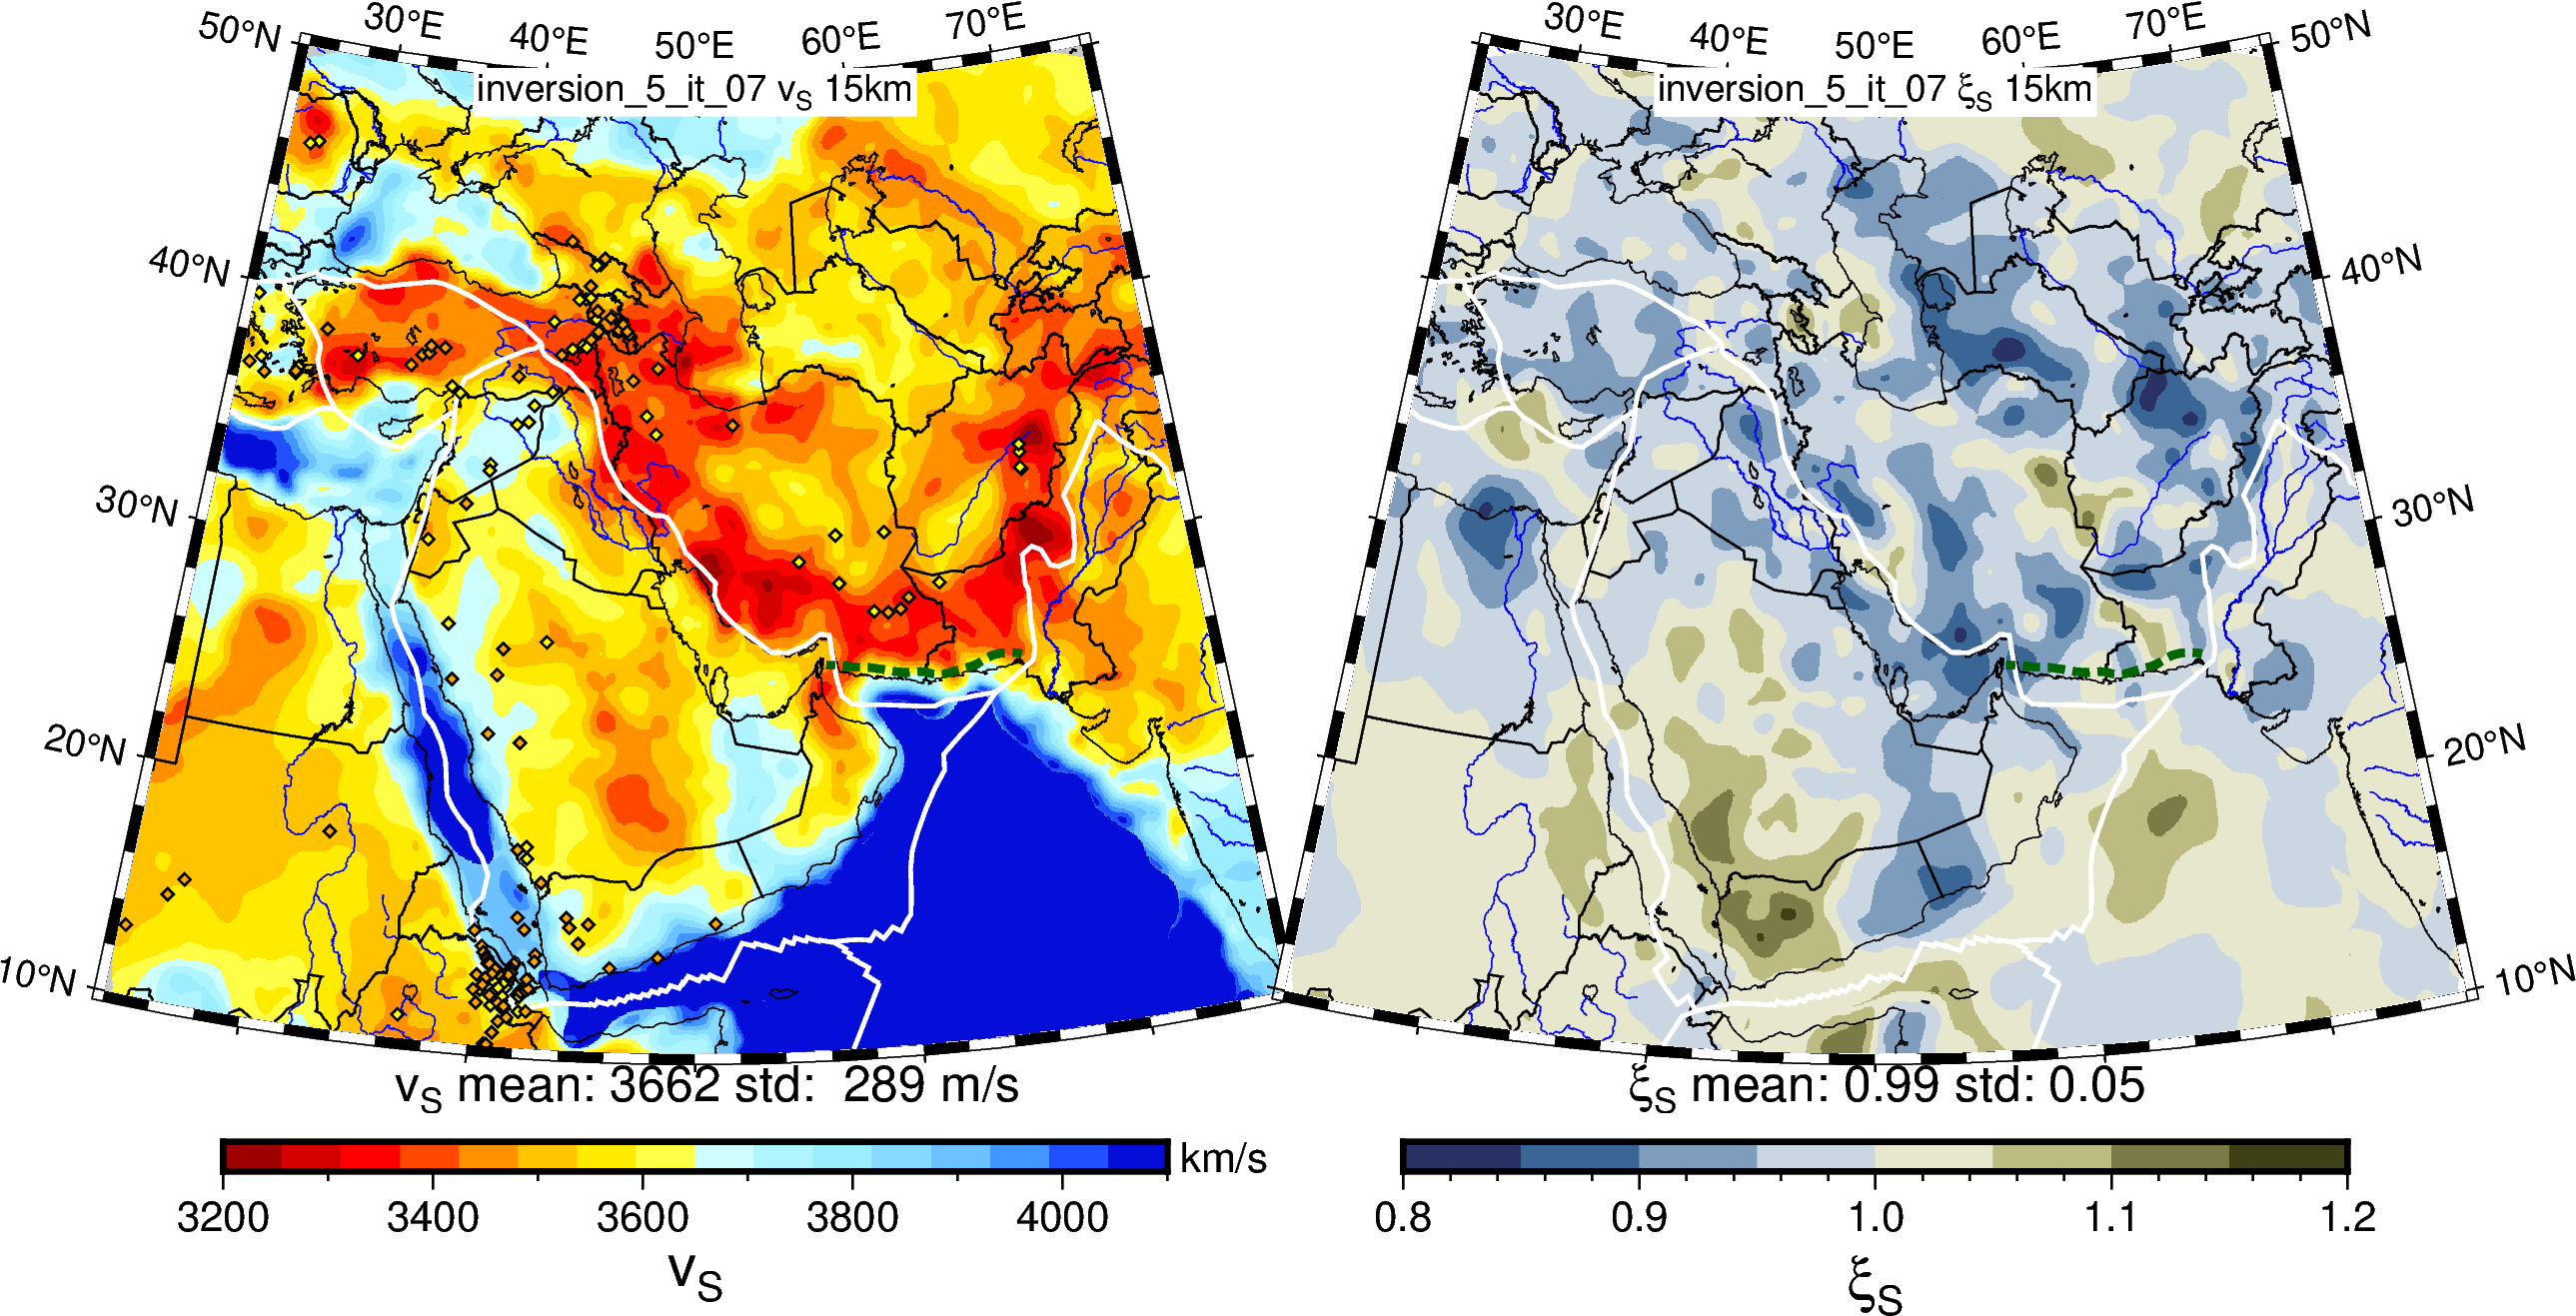 30°E 40°E 50°E 60°E 70°E
50°N
40°N
30°N
20°N
10°N
inversion_5_it_07 vS 15km
vS mean: 3662 std:  289 m/s
km/s
3200 3400 3600 3800 4000
vS
30°E 40°E 50°E 60°E 70°E
50°N
40°N
30°N
20°N
10°N
inversion_5_it_07 ξS 15km
ξS mean: 0.99 std: 0.05
0.8 0.9 1.0 1.1 1.2
ξS